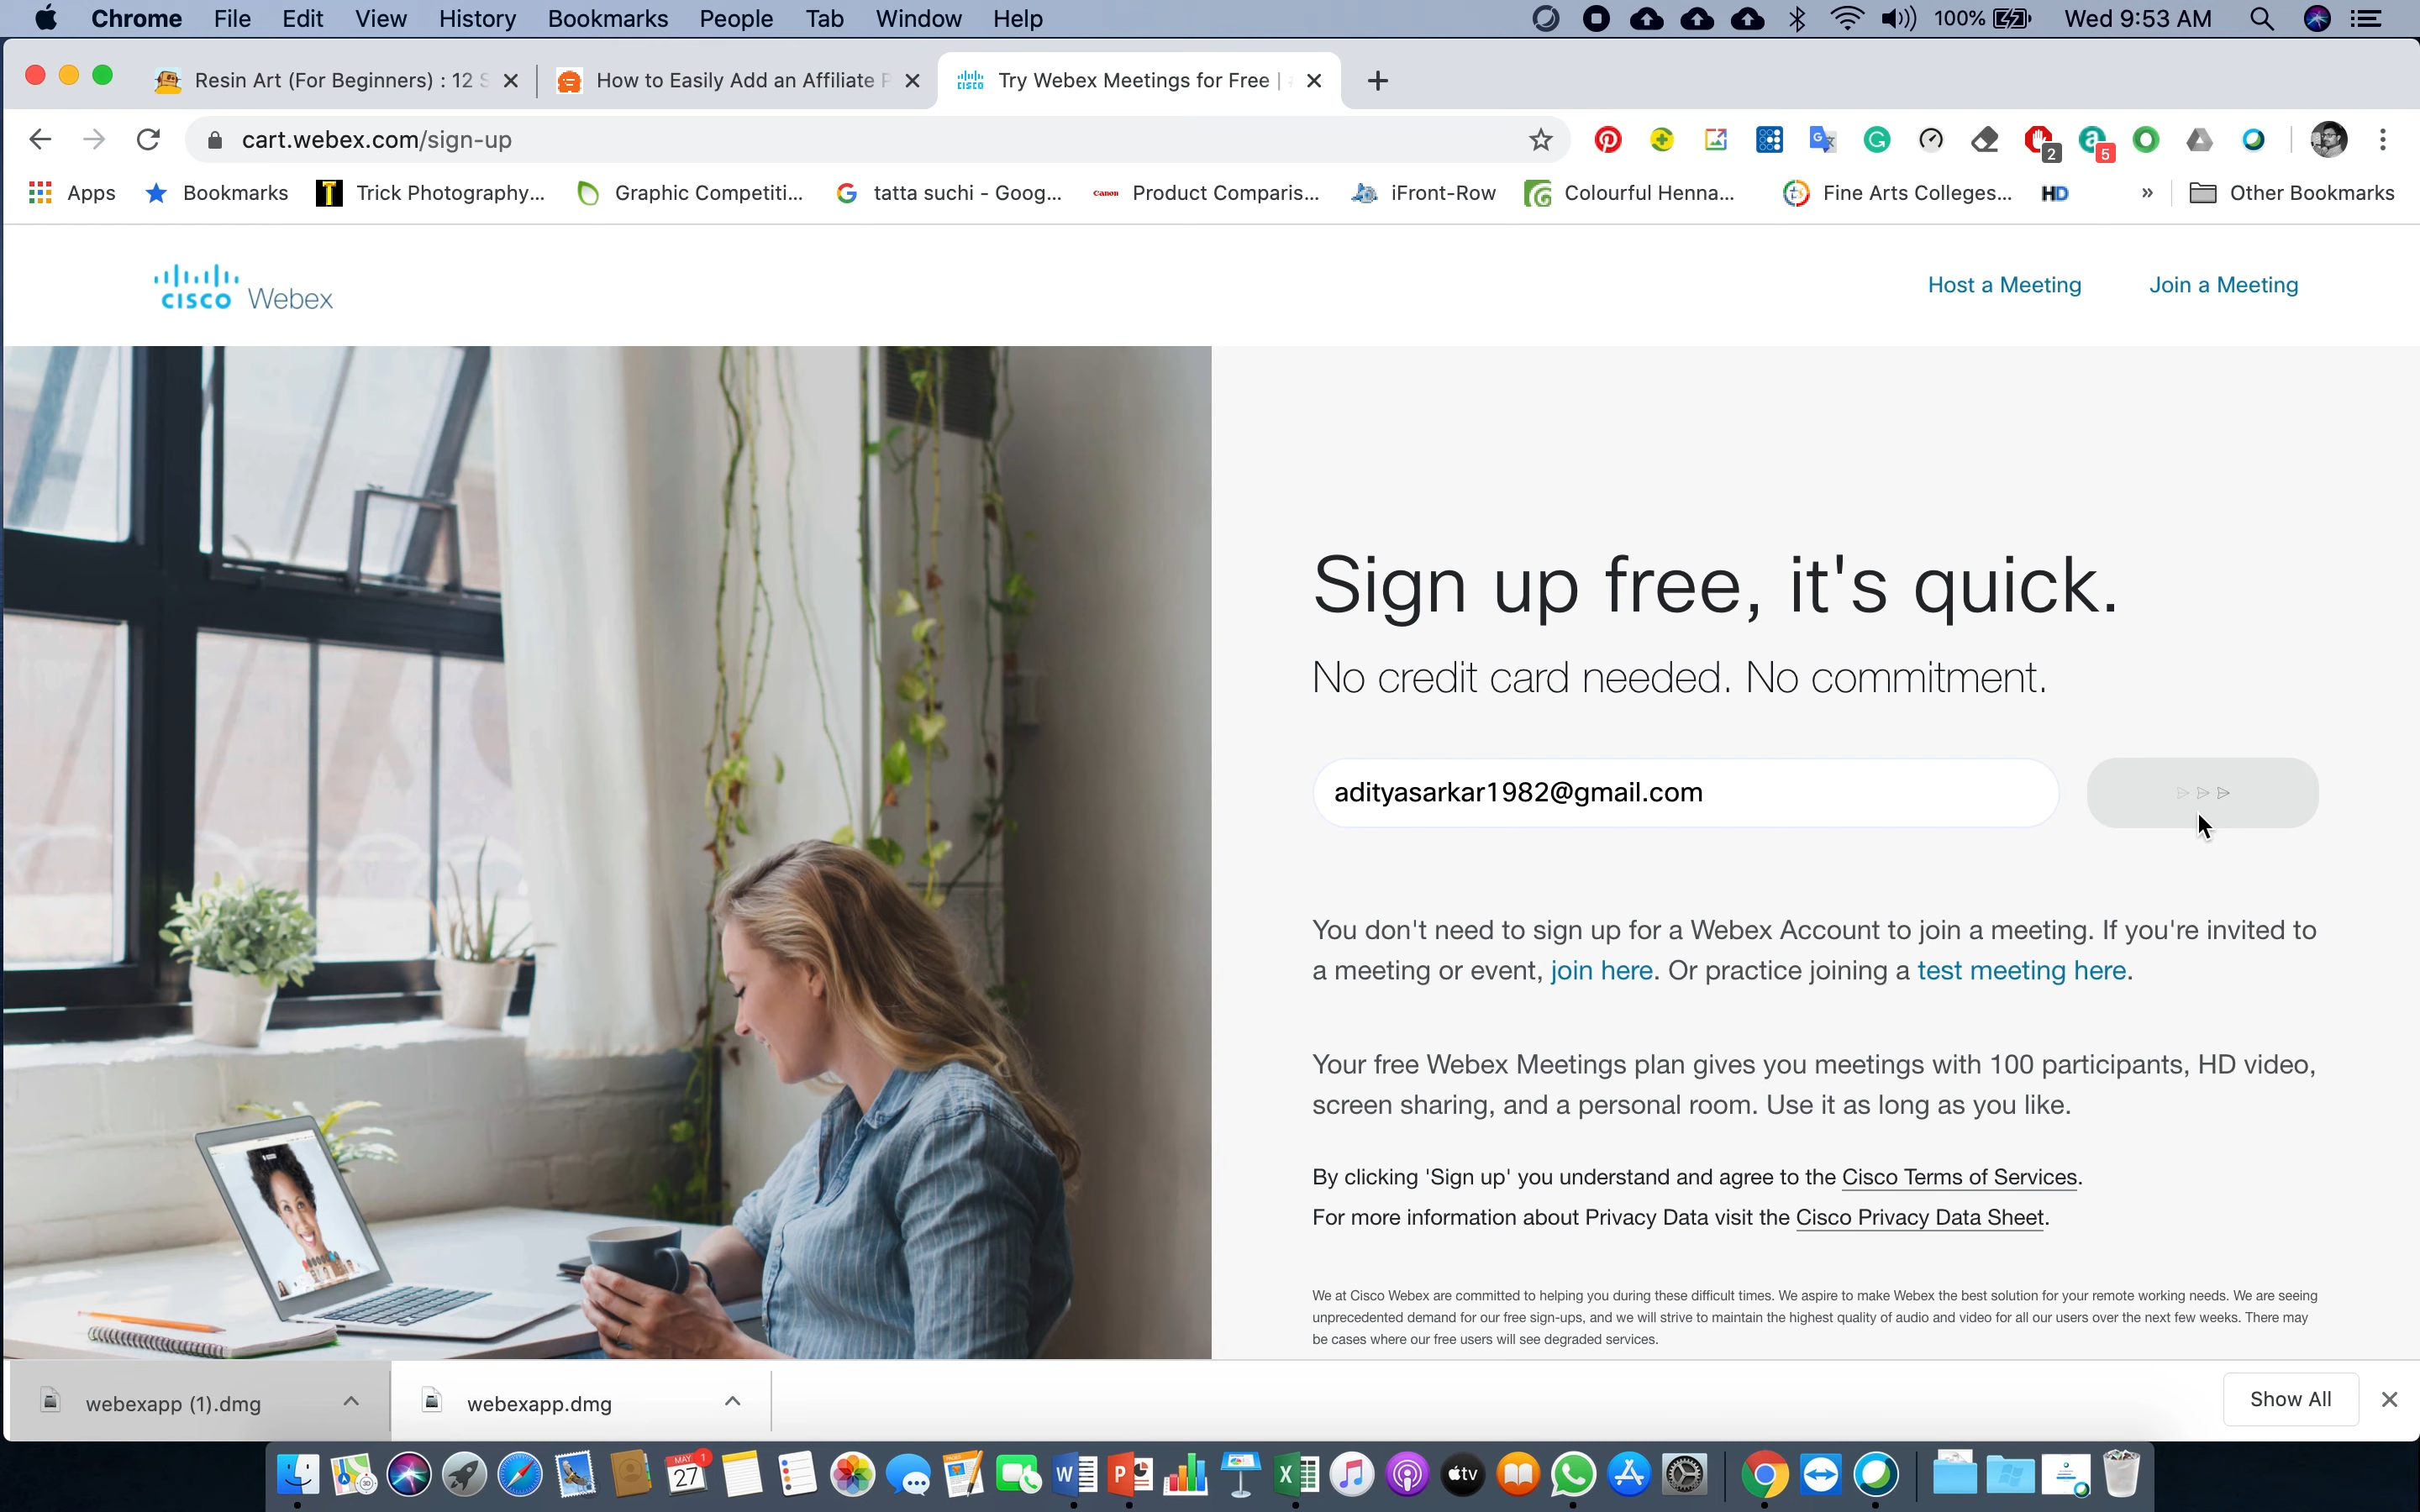 Chrome File Edit View History Bookmarks People Tab Window Help 100% Wed 9:53 AM
Resin Art (For Beginners) : 12 S How to Easily Add an Affiliate P Try Webex Meetings for Free |
cart.webex.com/sign-up 2 5
Apps Bookmarks Trick Photography... Graphic Competiti... tatta suchi - Goog... Canon Product Comparis... iFront-Row Colourful Henna... Fine Arts Colleges... HD » Other Bookmarks
CISCO Webex Host a Meeting Join a Meeting
Sign up free, it's quick.
No credit card needed. No commitment.
adityasarkar1982@gmail.com
You don't need to sign up for a Webex Account to join a meeting. If you're invited to
a meeting or event, join here. Or practice joining a test meeting here.
Your free Webex Meetings plan gives you meetings with 100 participants, HD video,
screen sharing, and a personal room. Use it as long as you like.
By clicking 'Sign up' you understand and agree to the Cisco Terms of Services.
For more information about Privacy Data visit the Cisco Privacy Data Sheet.
We at Cisco Webex are committed to helping you during these difficult times. We aspire to make Webex the best solution for your remote working needs. We are seeing
unprecedented demand for our free sign-ups, and we will strive to maintain the highest quality of audio and video for all our users over the next few weeks. There may
be cases where our free users will see degraded services.
webexapp (1).dmg webexapp.dmg Show All
MAY 27 1 W P X tv